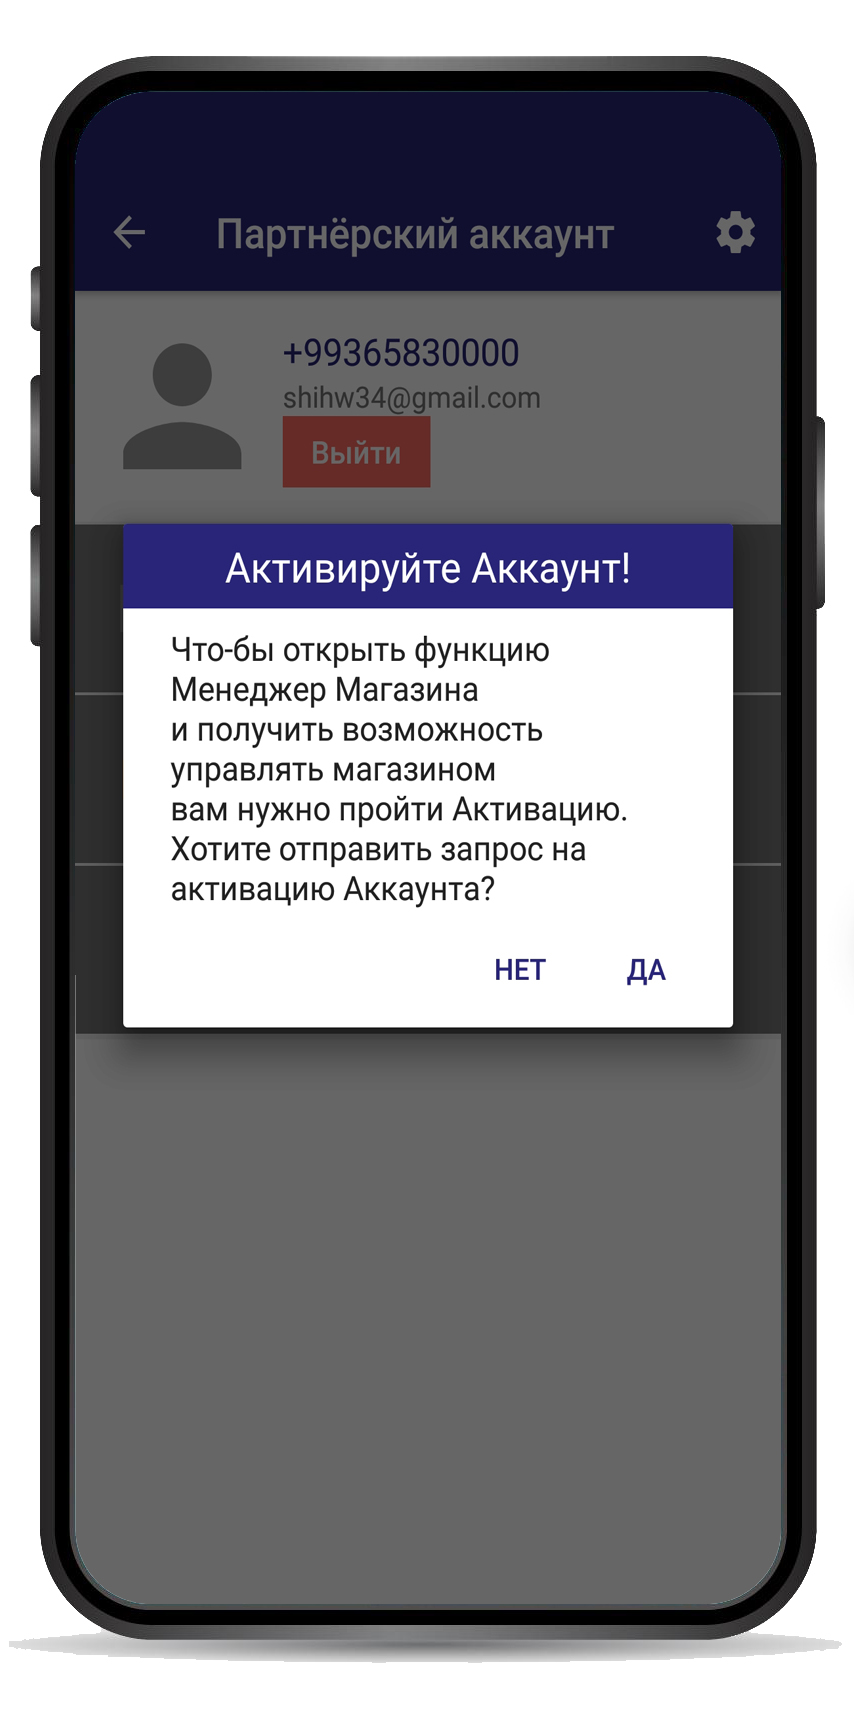 Партнёрский аккаунт
+99365830000
shihw34@gmail.com
Выйти
Активируйте Аккаунт!
Что-бы открыть функцию
Менеджер Магазина
и получить возможность
управлять магазином
вам нужно пройти Активацию.
Хотите отправить запрос на
активацию Аккаунта?
НЕТ ДА